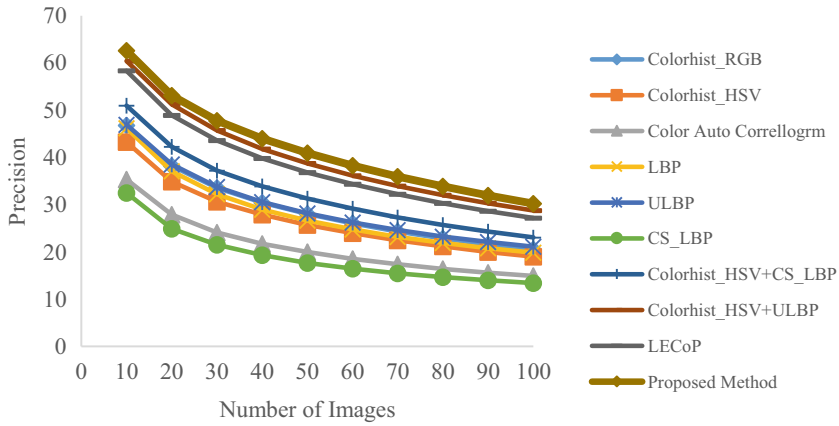 70
60
50
40
30
20
10
0
Precision
0 10 20 30 40 50 60 70 80 90 100
Number of Images
Colorhist_RGB
Colorhist_HSV
Color Auto Correllogrm
LBP
ULBP
CS_LBP
Colorhist_HSV+CS_LBP
Colorhist_HSV+ULBP
LECoP
Proposed Method